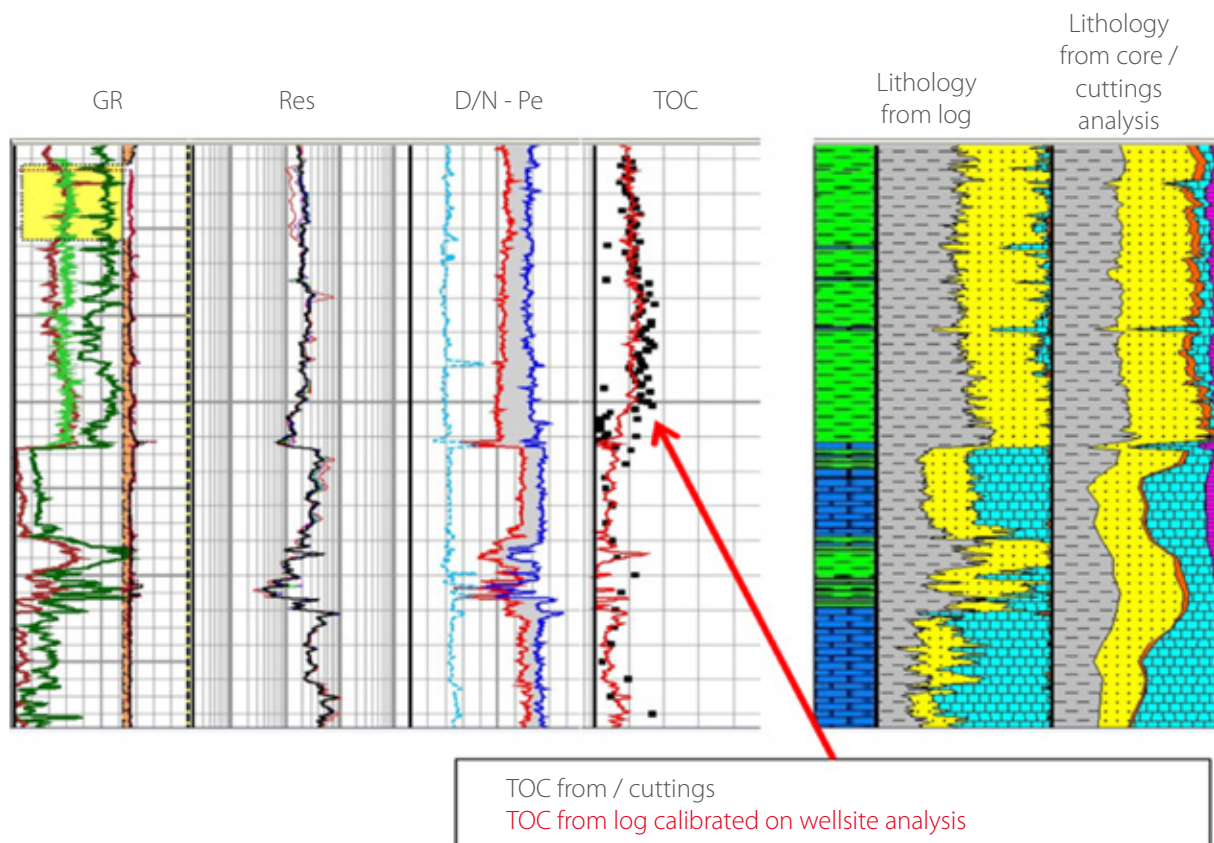 GR
Res
D/N - Pe
TOC
Lithology
from log
Lithology
from core /
cuttings
analysis
TOC from / cuttings
TOC from log calibrated on wellsite analysis